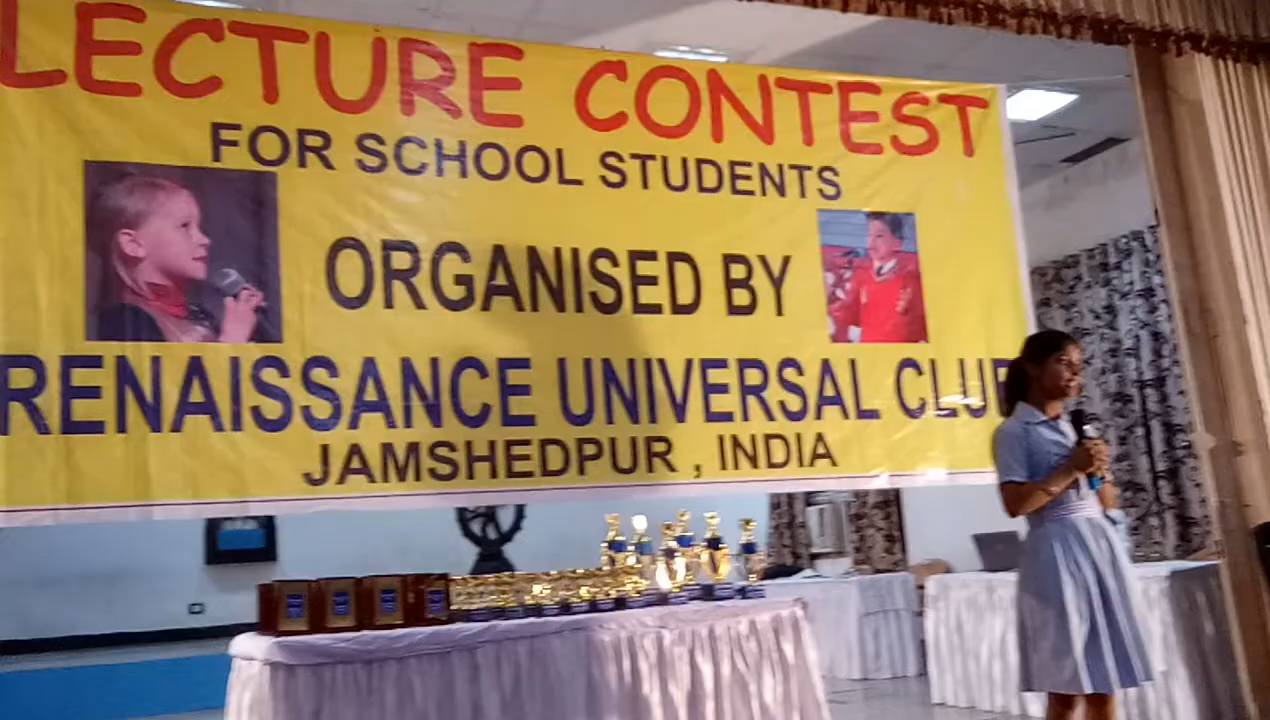 LECTURE CONTEST
FOR SCHOOL STUDENTS
ORGANISED BY
RENAISSANCE UNIVERSAL CLUB
JAMSHEDPUR , INDIA